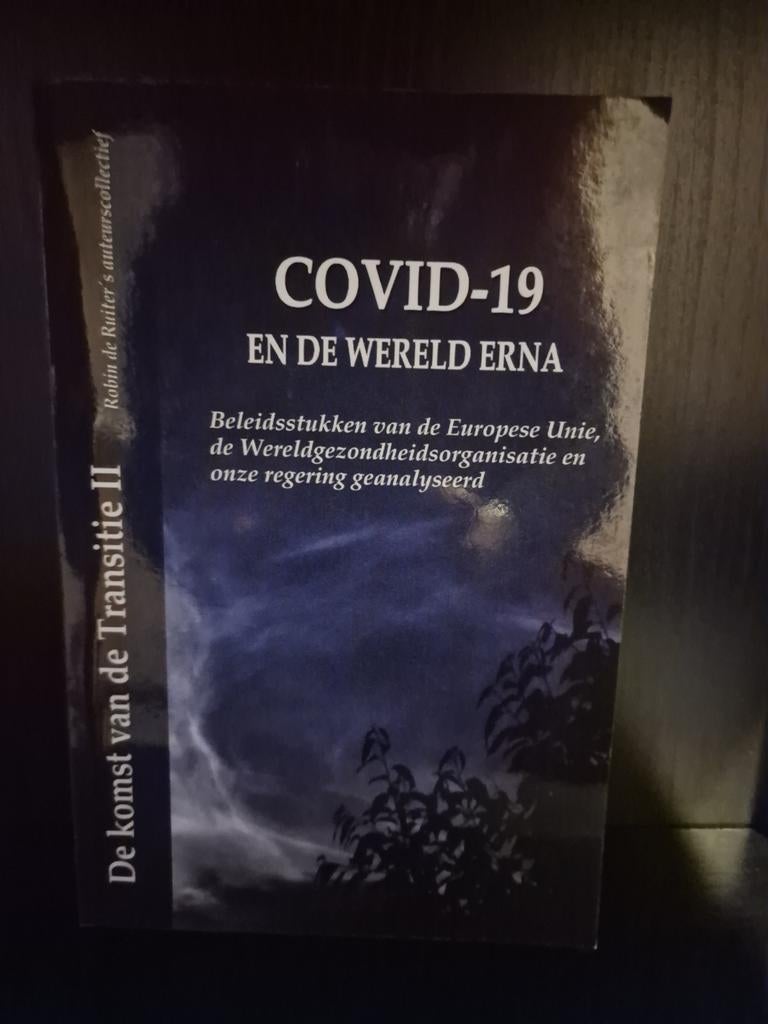 COVID-19
EN DE WERELD ERNA
Beleidsstukken van de Europese Unie,
de Wereldgezondheidsorganisatie en
onze regering geanalyseerd
De komst van de Transitie II
Robin de Ruiter´s auteurscollectief